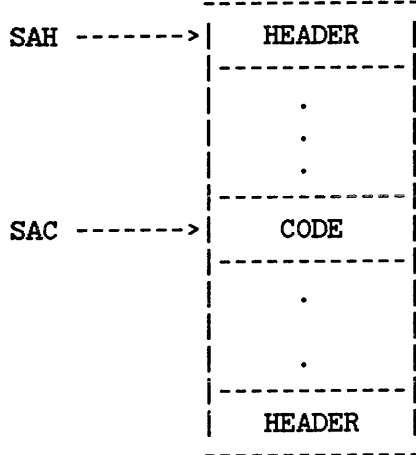 SAH ------->| HEADER |
SAC ------->| CODE |
HEADER